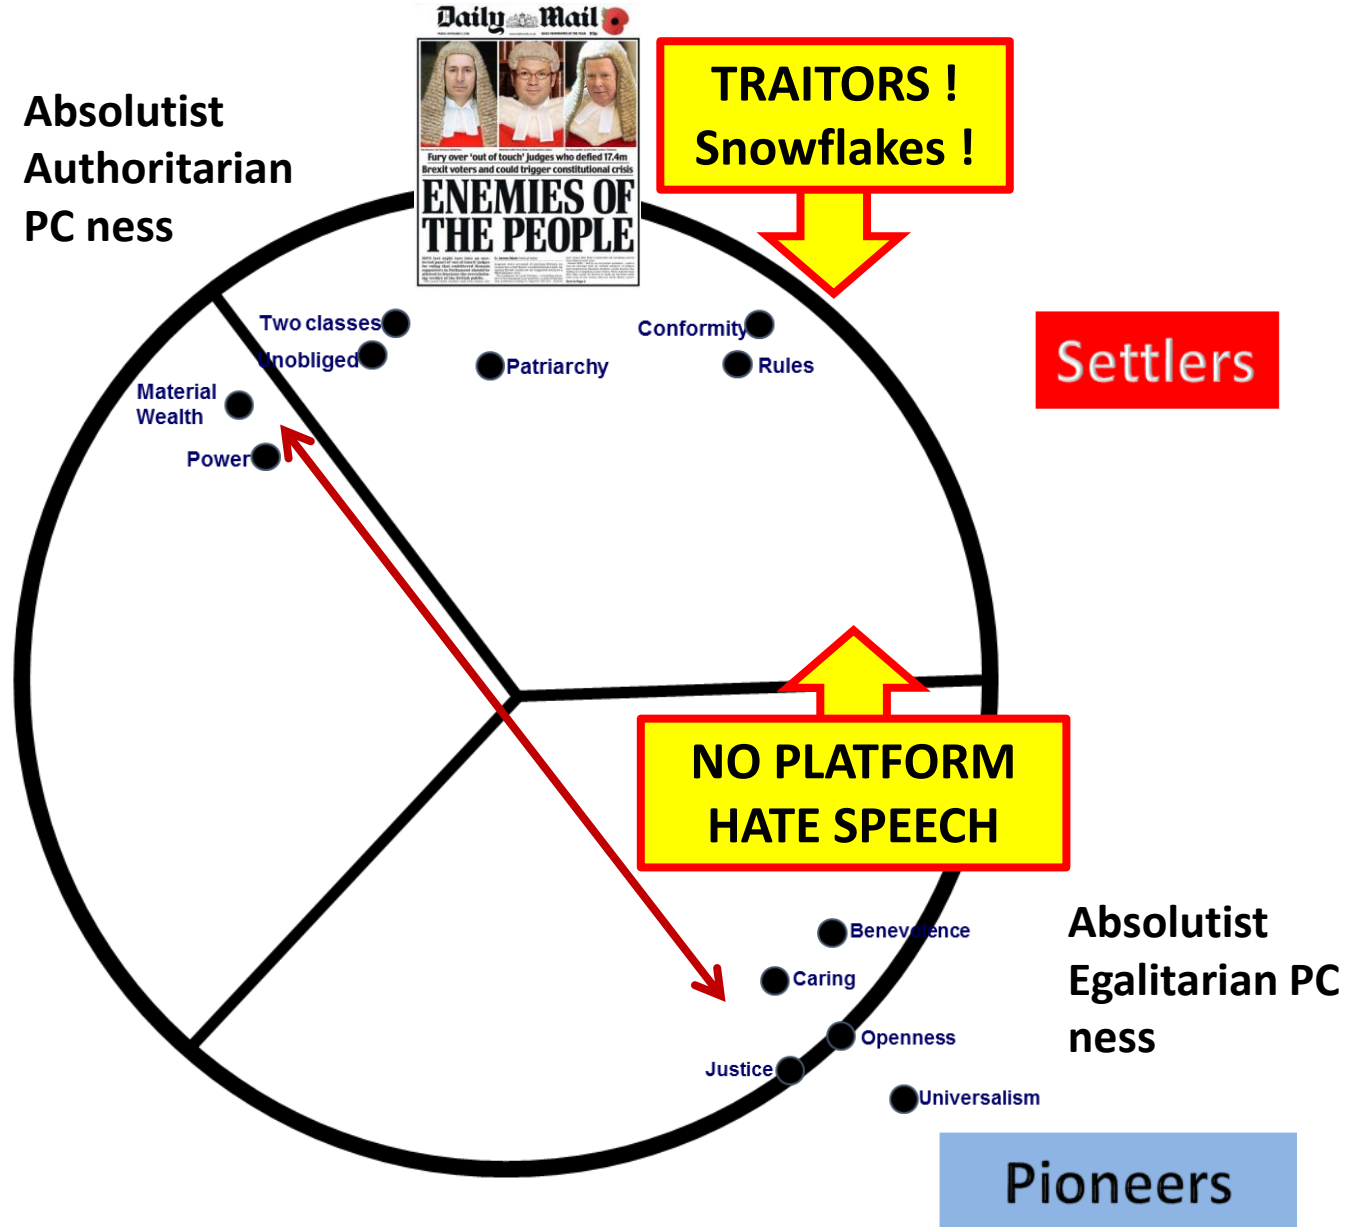 Daily Mail
Absolutist
Authoritarian
PC ness
Fury over 'out of touch' judges who defied 17.4m
Brexit voters and could trigger constitutional crisis
ENEMIES OF
THE PEOPLE
TRAITORS !
Snowflakes !
Settlers
Two classes
Unobliged
Patriarchy
Conformity
Rules
Material
Wealth
Power
NO PLATFORM
HATE SPEECH
Benevolence
Caring
Openness
Justice
Universalism
Absolutist
Egalitarian PC
ness
Pioneers